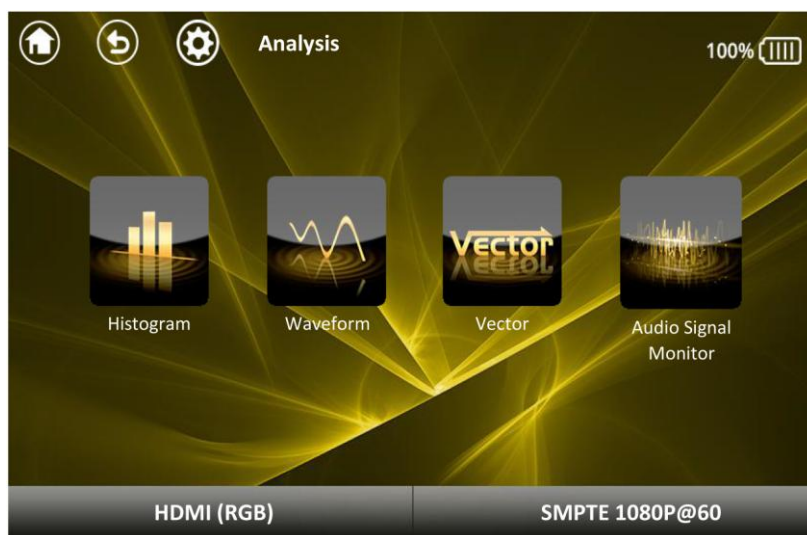 Analysis
100%
Vector
Histogram
Waveform
Vector
Audio Signal
Monitor
HDMI (RGB)
SMPTE 1080P@60